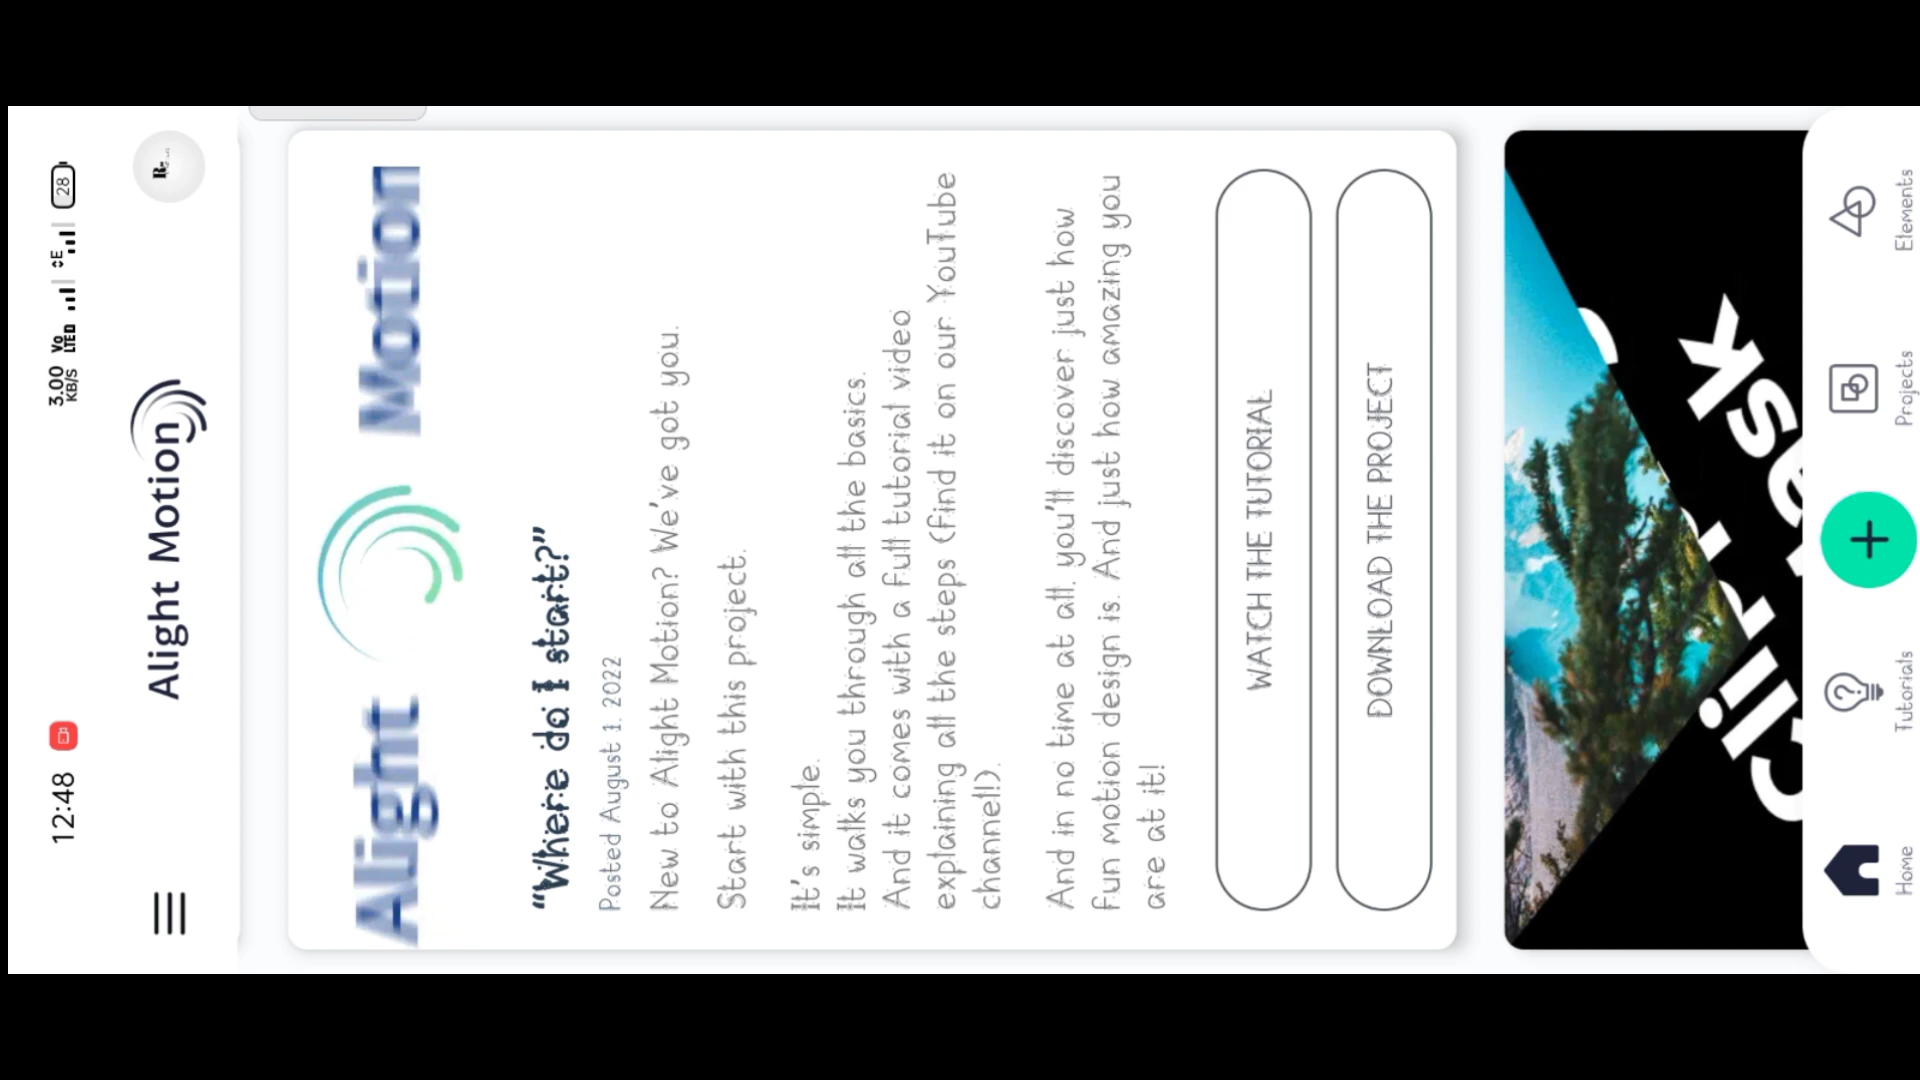 12:48
3.00 KB/S
Vo LTED
E
28
Alight Motion
R
Alight Motion
“Where do I start?”
Posted August 1, 2022
New to Alight Motion? We've got you.
Start with this project.
It's simple.
It walks you through all the basics.
And it comes with a full tutorial video
explaining all the steps (find it on our YouTube
channel!).
And in no time at all, you'll discover just how
fun motion design is. And just how amazing you
are at it!
WATCH THE TUTORIAL
DOWNLOAD THE PROJECT
Home
Tutorials
Projects
Elements